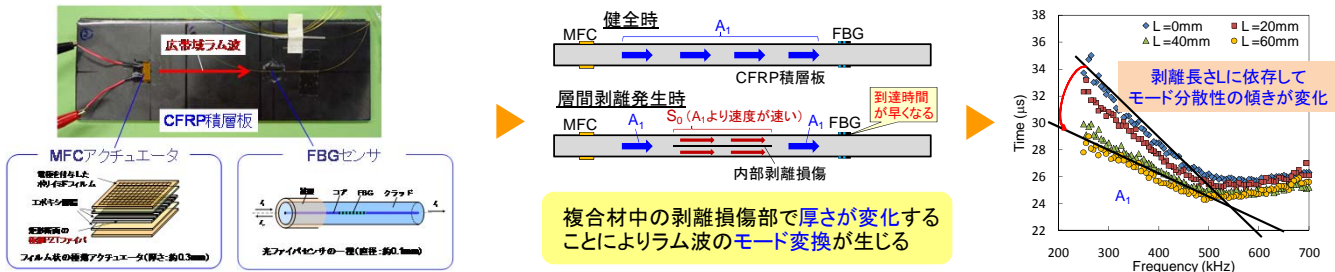 広帯域ラム波
CFRP積層板
MFCアクチュエータ
電極を付与した
ポリイミドフィルム
エポキシ樹脂
矩形断面の
圧電PZTファイバ
フィルム状の極薄アクチュエータ(厚さ:約0.3mm)
FBGセンサ
コア
FBG
クラッド
光ファイバセンサの一種(直径:約0.1mm)
健全時
MFC
A1
FBG
CFRP積層板
層間剥離発生時
到達時間
が早くなる
MFC
A1
S0 (A1より速度が速い)
A1
FBG
内部剥離損傷
複合材中の剥離損傷部で厚さが変化する
ことによりラム波のモード変換が生じる
L=0mm L=20mm
L=40mm L=60mm
剥離長さLに依存して
モード分散性の傾きが変化
Time (μs)
38
36
34
32
30
28
26
24
22
A1
200 300 400 500 600 700
Frequency (kHz)